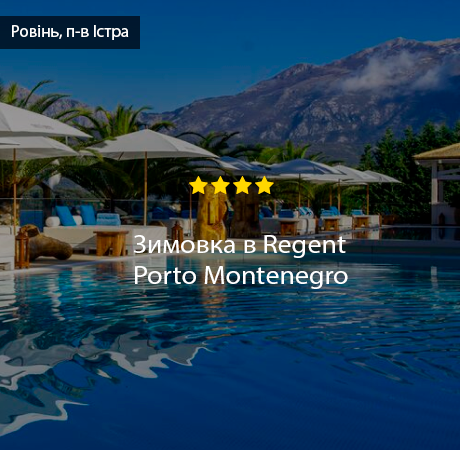 Ровінь, п-в Істра
Зимовка в Regent
Porto Montenegro